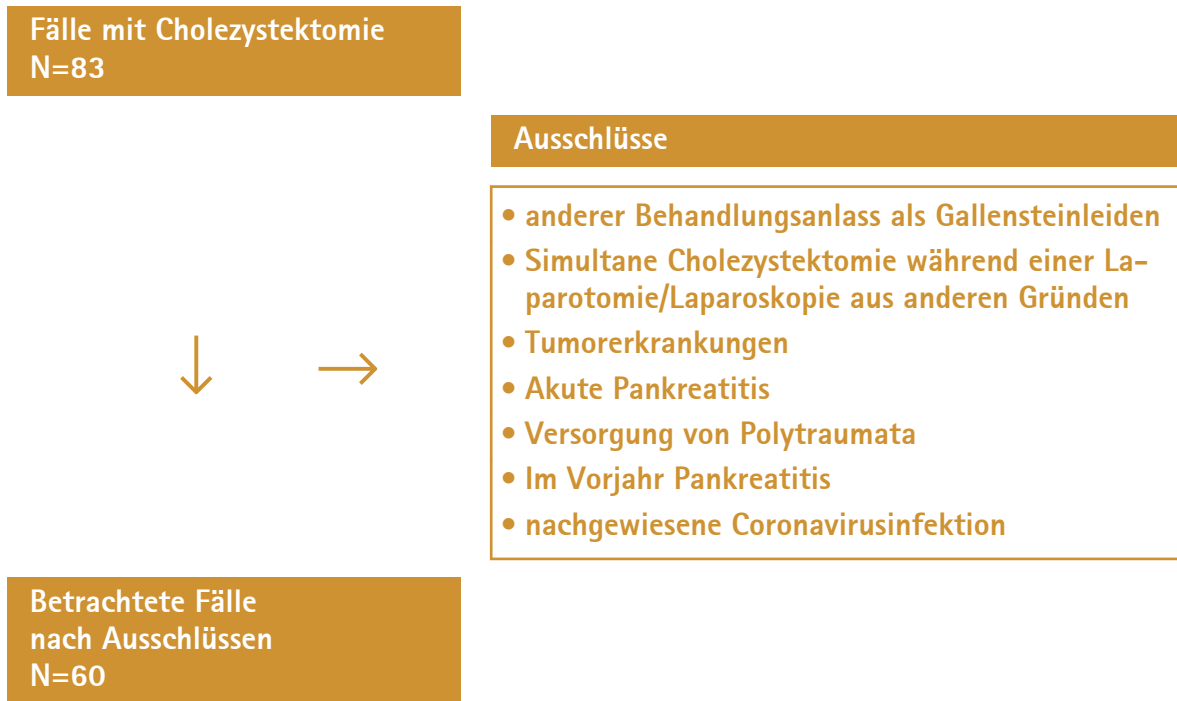 Fälle mit Cholezystektomie
N=83
Ausschlüsse
• anderer Behandlungsanlass als Gallensteinleiden
• Simultane Cholezystektomie während einer La-
parotomie/Laparoskopie aus anderen Gründen
• Tumorerkrankungen
• Akute Pankreatitis
• Versorgung von Polytraumata
• Im Vorjahr Pankreatitis
• nachgewiesene Coronavirusinfektion
Betrachtete Fälle
nach Ausschlüssen
N=60